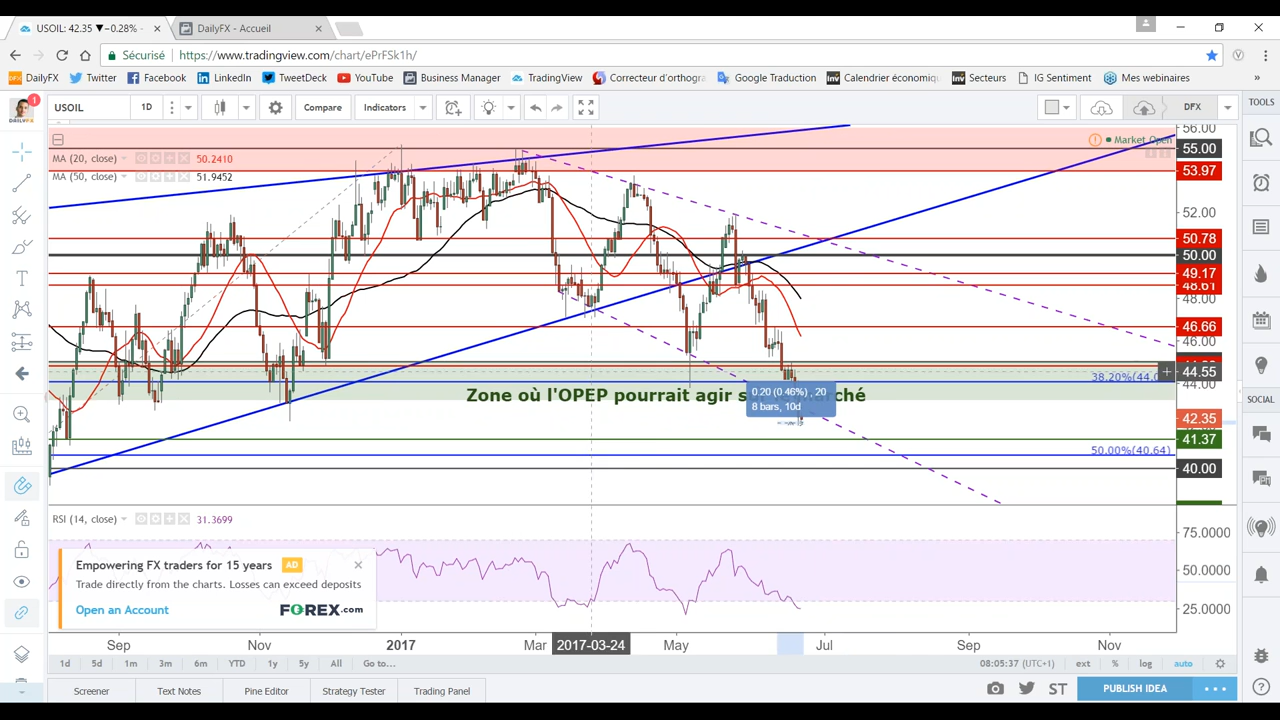 USOIL: 42.35 ▼−0.28%
DailyFX - Accueil
Sécurisé
https://www.tradingview.com/chart/ePrFSk1h/
DailyFX
Twitter
Facebook
LinkedIn
TweetDeck
YouTube
Business Manager
TradingView
Correcteur d'orthogra
Google Traduction
Calendrier économiqu
Secteurs
IG Sentiment
Mes webinaires
»
USOIL
1D
Compare
Indicators
DFX
TOOLS
MA (20, close)
50.2410
MA (50, close)
51.9452
Market Open
56.00
55.00
53.97
52.00
50.78
50.00
49.17
48.61
48.00
46.66
46.00
44.55
44.00
42.35
41.37
40.00
38.20%(44.0
50.00%(40.64)
Zone où l'OPEP pourrait agir s
rché
0.20 (0.46%) , 20
8 bars, 10d
SOCIAL
RSI (14, close)
31.3699
75.0000
50.0000
25.0000
Empowering FX traders for 15 years AD
Trade directly from the charts. Losses can exceed deposits
Open an Account
FOREX.com
Sep
Nov
2017
Mar
2017-03-24
May
Jul
Sep
Nov
1d
5d
1m
3m
6m
YTD
1y
5y
All
Go to...
08:05:37 (UTC+1)
ext
%
log
auto
Screener
Text Notes
Pine Editor
Strategy Tester
Trading Panel
ST
PUBLISH IDEA